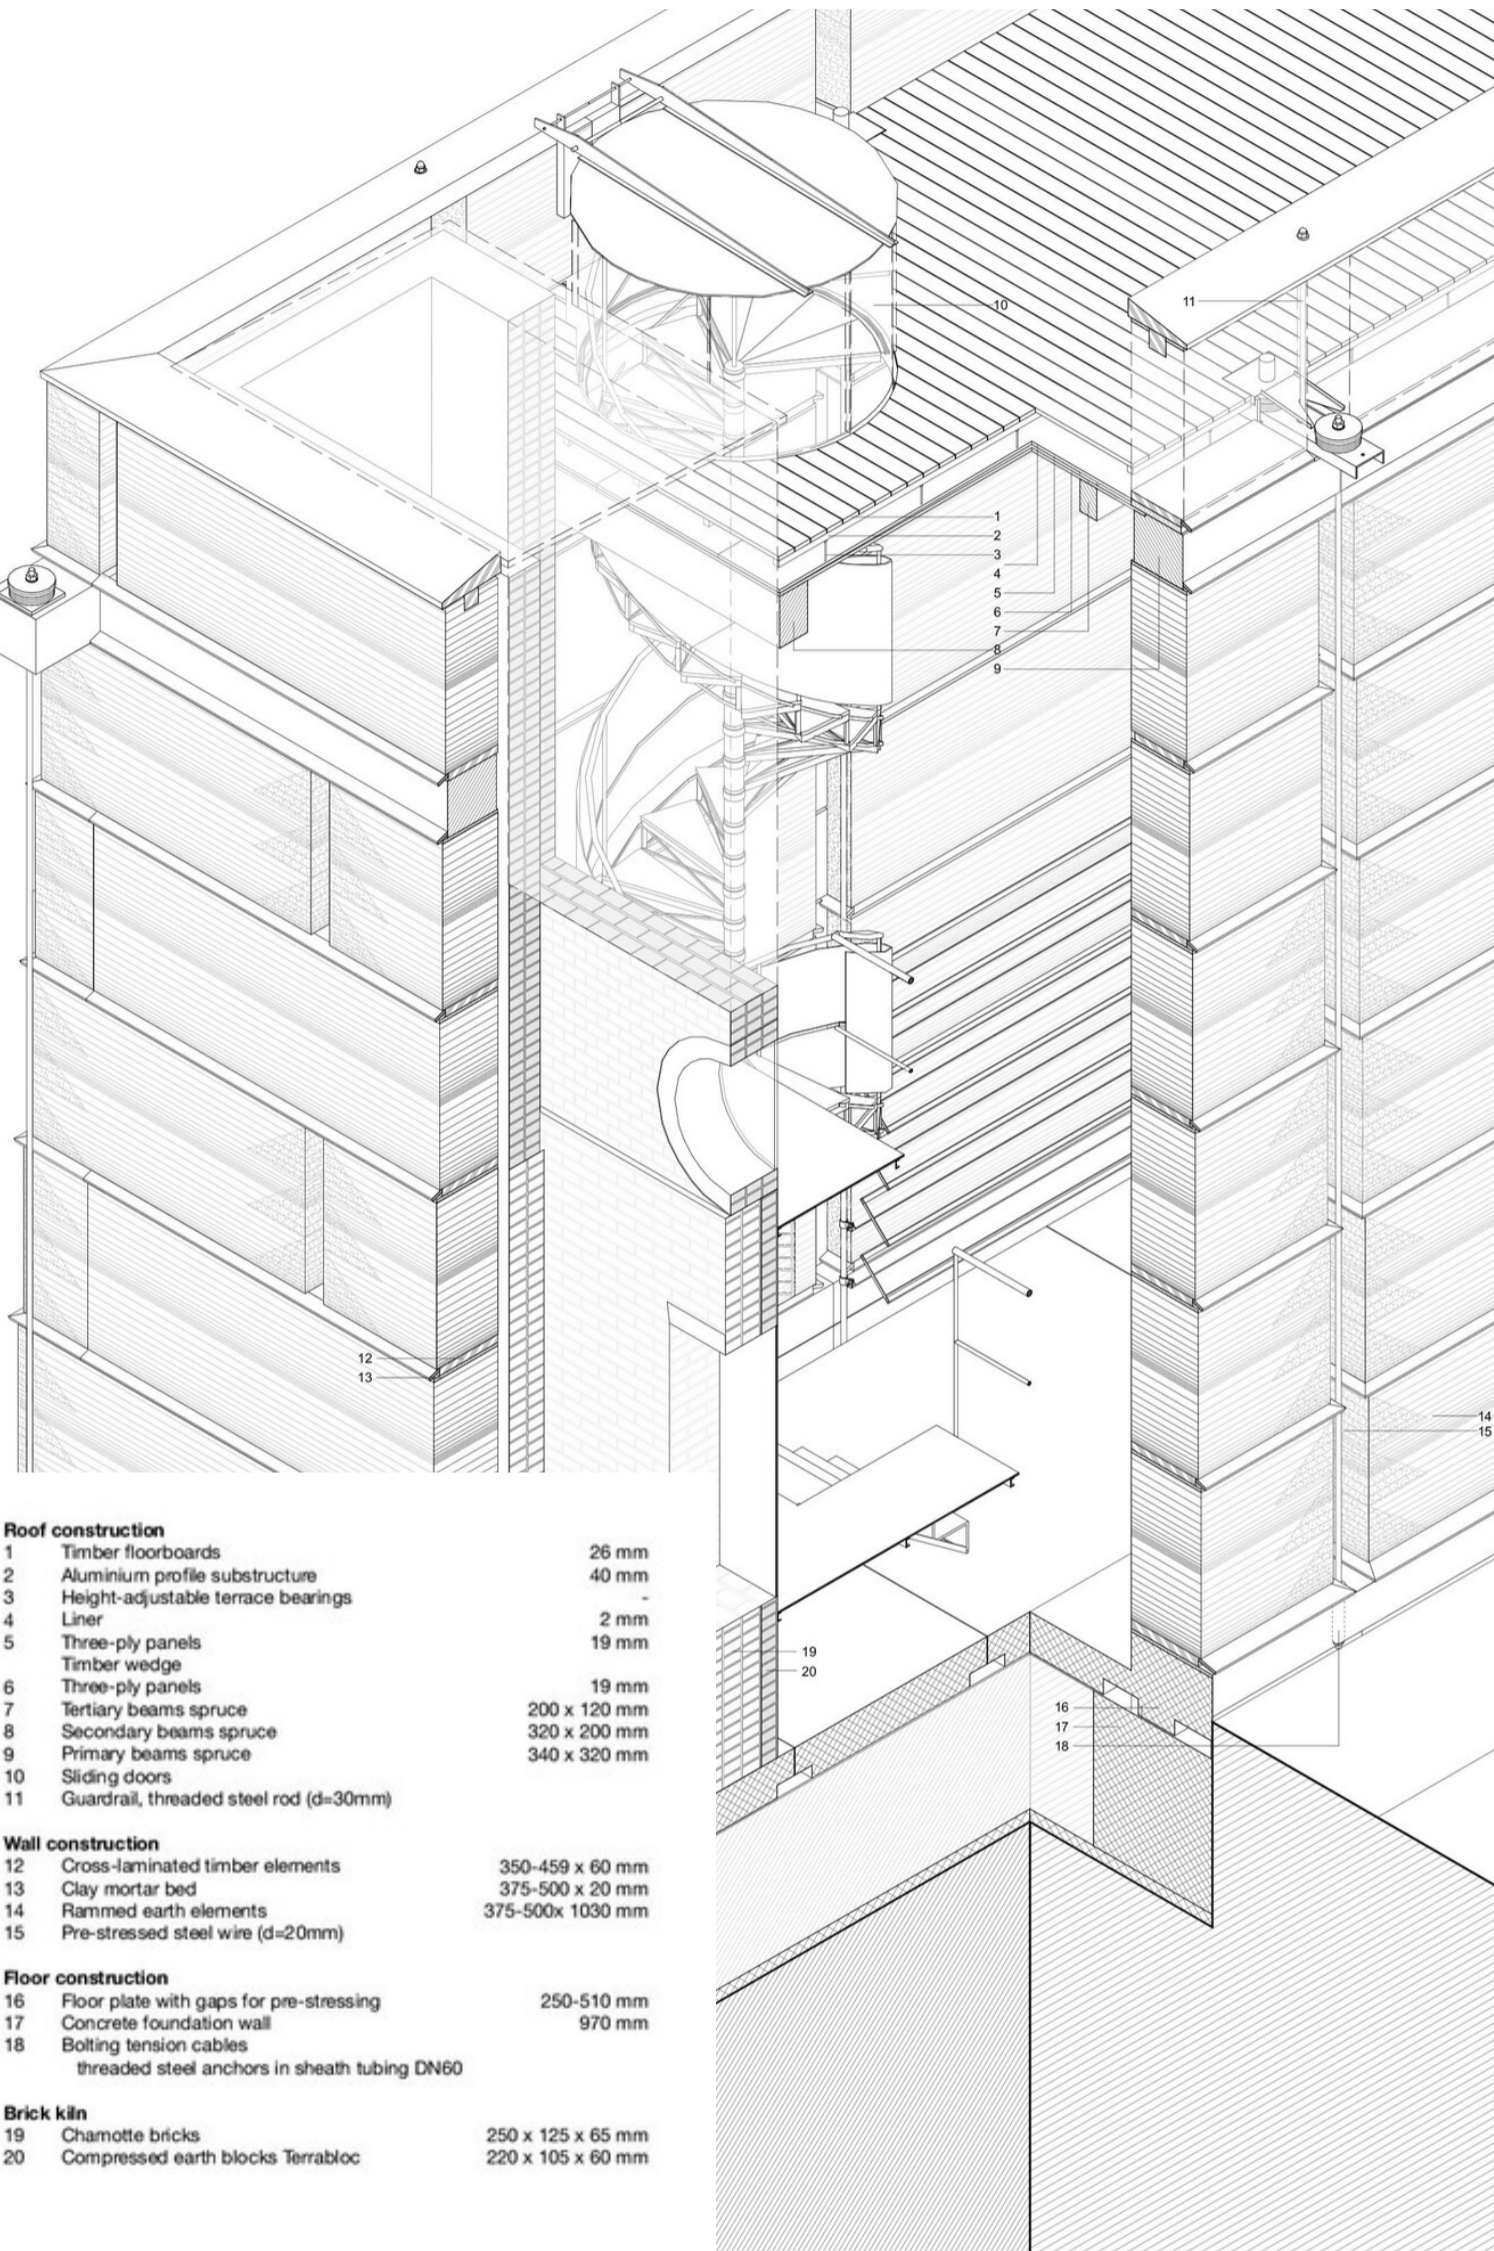 10
11
1
2
3
4
5
6
7
8
9
12
13
14
15
19
20
16
17
18
Roof construction
1 Timber floorboards 26 mm
2 Aluminium profile substructure 40 mm
3 Height-adjustable terrace bearings -
4 Liner 2 mm
5 Three-ply panels 19 mm
Timber wedge
6 Three-ply panels 19 mm
7 Tertiary beams spruce 200 x 120 mm
8 Secondary beams spruce 320 x 200 mm
9 Primary beams spruce 340 x 320 mm
10 Sliding doors
11 Guardrail, threaded steel rod (d=30mm)
Wall construction
12 Cross-laminated timber elements 350-459 x 60 mm
13 Clay mortar bed 375-500 x 20 mm
14 Rammed earth elements 375-500x 1030 mm
15 Pre-stressed steel wire (d=20mm)
Floor construction
16 Floor plate with gaps for pre-stressing 250-510 mm
17 Concrete foundation wall 970 mm
18 Bolting tension cables
threaded steel anchors in sheath tubing DN60
Brick kiln
19 Chamotte bricks 250 x 125 x 65 mm
20 Compressed earth blocks Terrabloc 220 x 105 x 60 mm